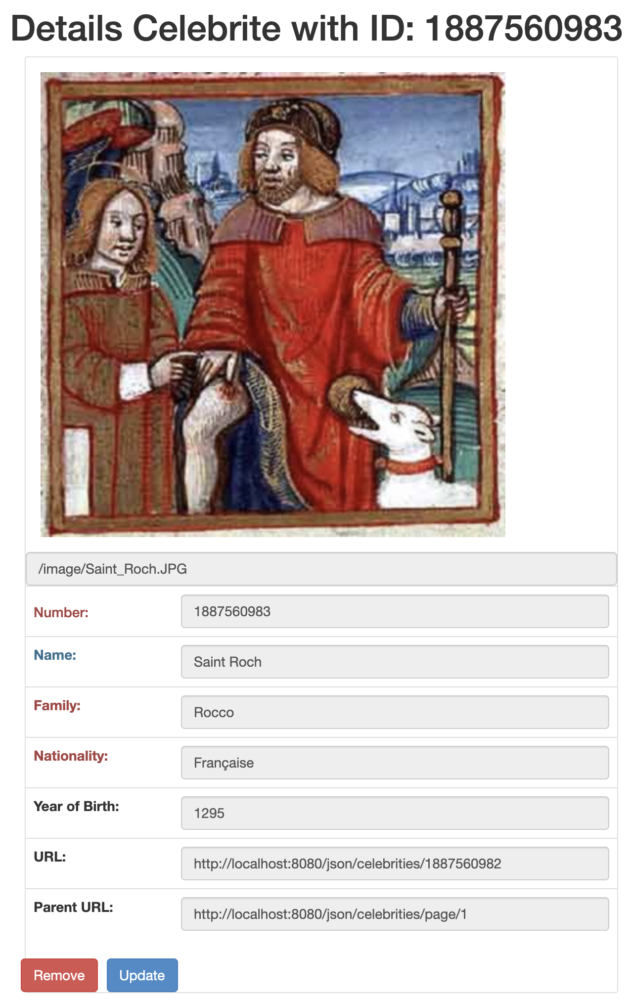 Details Celebrite with ID: 1887560983
/image/Saint_Roch.JPG
Number:
1887560983
Name:
Saint Roch
Family:
Rocco
Nationality:
Française
Year of Birth:
1295
URL:
http://localhost:8080/json/celebrities/1887560982
Parent URL:
http://localhost:8080/json/celebrities/page/1
Remove
Update